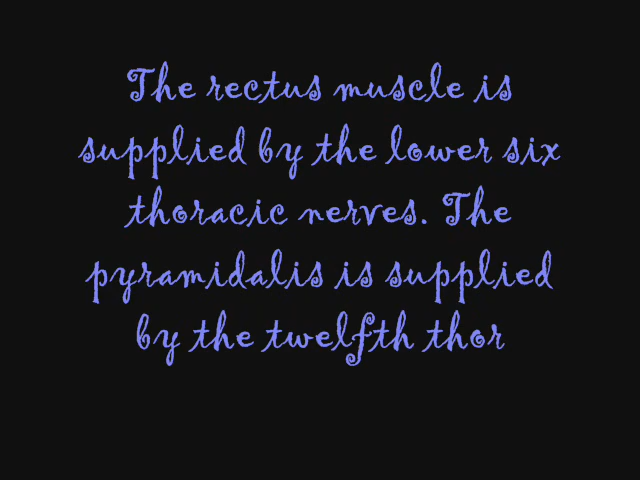 The rectus muscle is
supplied by the lower six
thoracic nerves. The
pyramidalis is supplied
by the twelfth thor